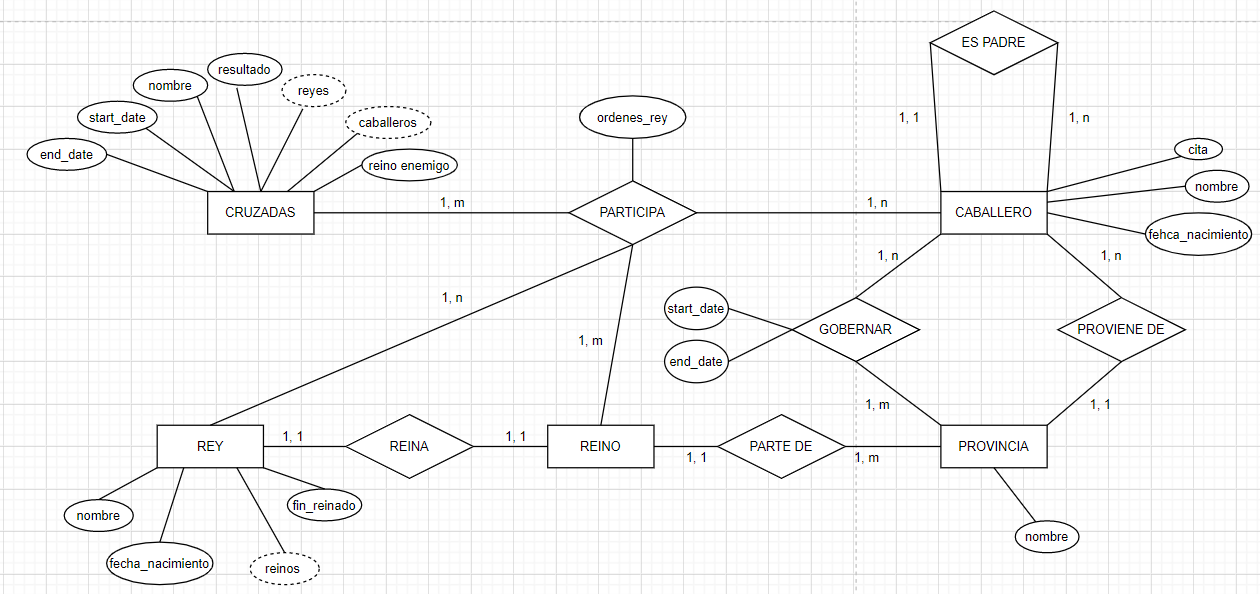 ES PADRE
resultado
nombre
reyes
start_date
caballeros
ordenes_rey
1, 1
1, n
end_date
reino enemigo
cita
nombre
CRUZADAS
1, m
PARTICIPA
1, n
CABALLERO
fehca_nacimiento
1, n
1, n
1, n
start_date
GOBERNAR
PROVIENE DE
1, m
end_date
1, m
1, 1
REY
1, 1
REINA
1, 1
REINO
1, 1
PARTE DE
1, m
PROVINCIA
nombre
fin_reinado
fecha_nacimiento
reinos
nombre